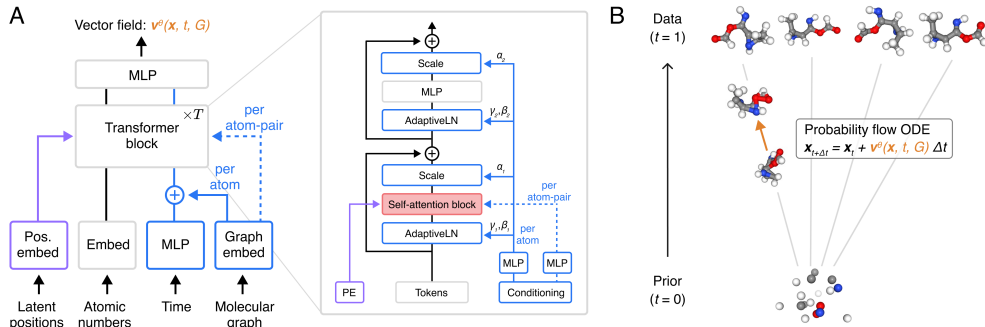 A
Vector field: vᶿ(x, t, G)
MLP
×T
Transformer
block
per
atom-pair
per
atom
Pos.
embed
Embed
MLP
Graph
embed
Latent
positions
Atomic
numbers
Time
Molecular
graph
Scale
α₂
MLP
AdaptiveLN
γ₂,β₂
Scale
α₁
per
atom-pair
Self-attention block
AdaptiveLN
γ₁,β₁
per
atom
MLP
MLP
PE
Tokens
Conditioning
B
Data
(t = 1)
Probability flow ODE
xₜ₊Δₜ = xₜ + vᶿ(x, t, G) Δt
Prior
(t = 0)